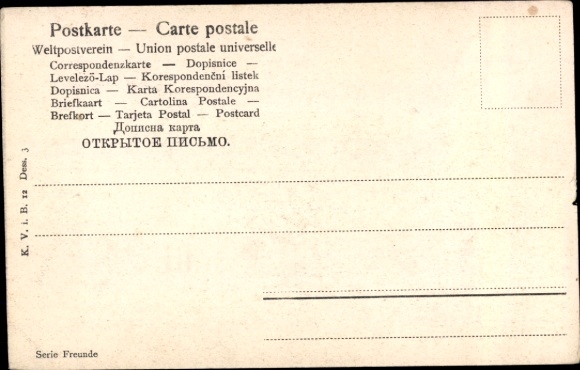 Postkarte — Carte postale
Weltpostverein — Union postale universelle
Correspondenzkarte — Dopisnice —
Levelező-Lap — Korespondenční listek
Dopisnica — Karta Korespondencyjna
Briefkaart — Cartolina Postale —
Brefkort — Tarjeta Postal — Postcard
Дописна карта
ОТКРЫТОЕ ПИСЬМО.
K. V. i. B. 12 Dess. 3
Serie Freunde